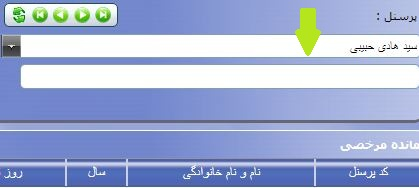 پرسنل :
سید هادی حبیبی
مانده مرخصی
کد پرسنل نام و نام خانوادگی سال روز